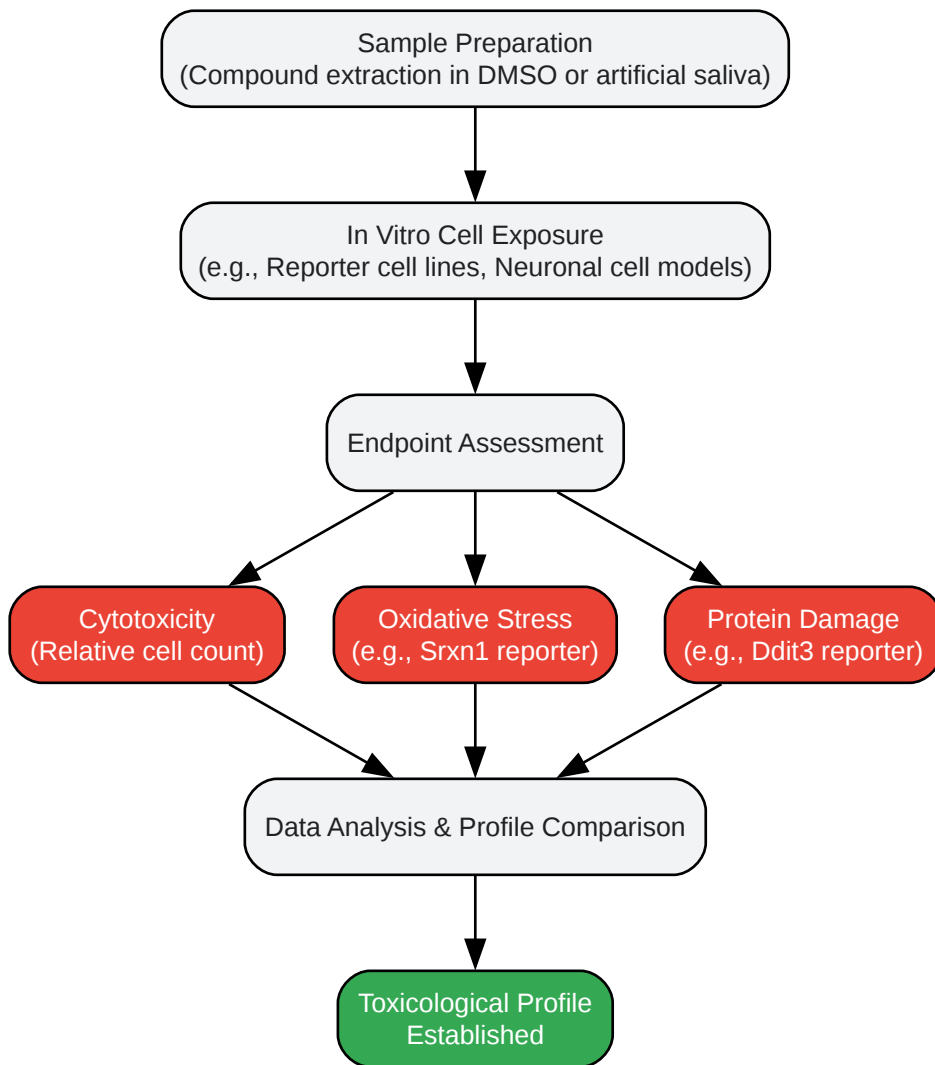 Sample Preparation
(Compound extraction in DMSO or artificial saliva)
In Vitro Cell Exposure
(e.g., Reporter cell lines, Neuronal cell models)
Endpoint Assessment
Cytotoxicity
(Relative cell count)
Oxidative Stress
(e.g., Srxn1 reporter)
Protein Damage
(e.g., Ddit3 reporter)
Data Analysis & Profile Comparison
Toxicological Profile
Established